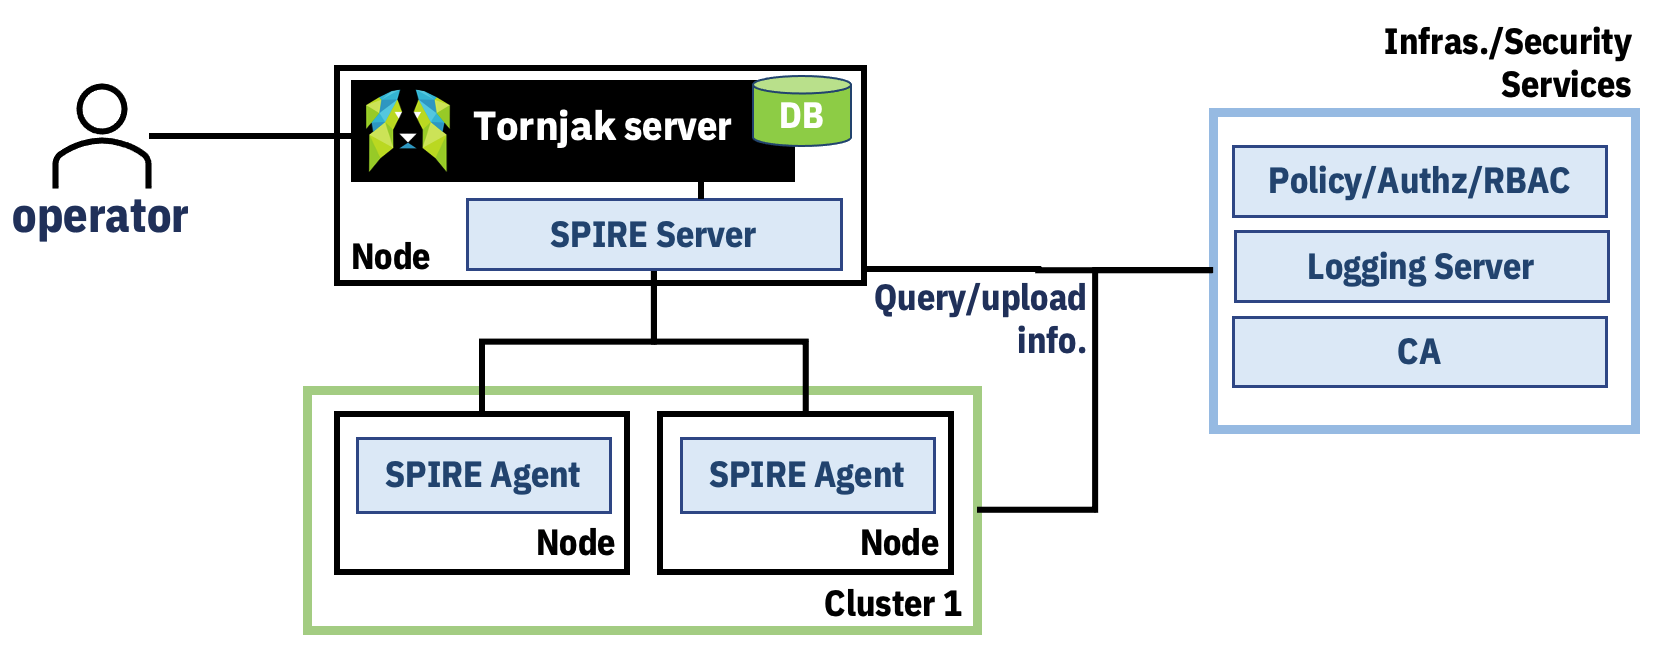 Infras./Security
Services
operator
Tornjak server
DB
SPIRE Server
Node
Query/upload
info.
Policy/Authz/RBAC
Logging Server
CA
SPIRE Agent
Node
SPIRE Agent
Node
Cluster 1